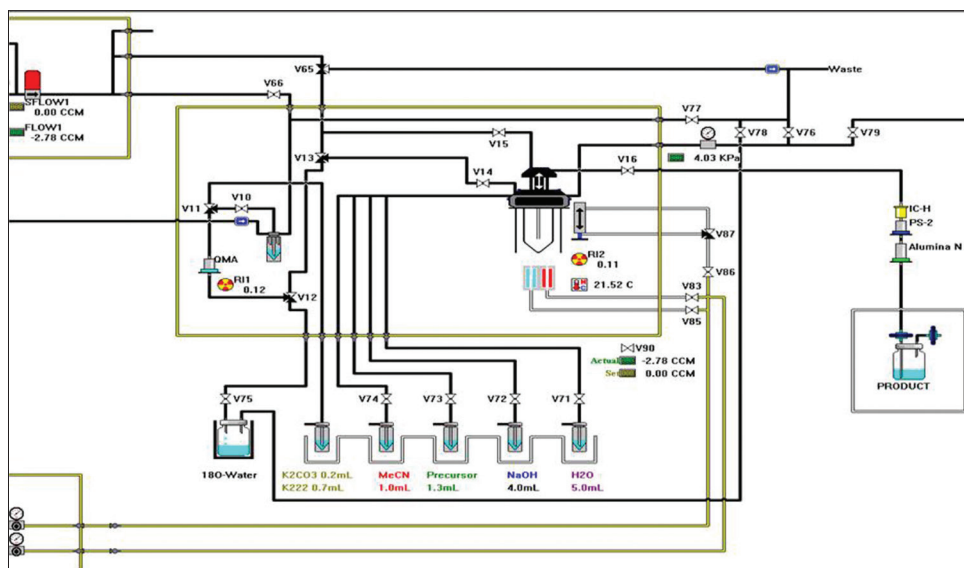 Waste
V65
V66
SFLOW1
0.00 CCM
FLOW1
-2.78 CCM
V77
V78
V76
V79
V15
4.03 KPa
V13
V14
V16
V11
V10
IC-H
PS-2
Alumina N
V87
QMA
RI1
0.12
V12
RI2
0.11
21.52 C
V86
V83
V85
V90
Actual
-2.78 CCM
Set
0.00 CCM
PRODUCT
V75
V74
V73
V72
V71
18O-Water
K2CO3 0.2mL
K222 0.7mL
MeCN
1.0mL
Precursor
1.3mL
NaOH
4.0mL
H2O
5.0mL